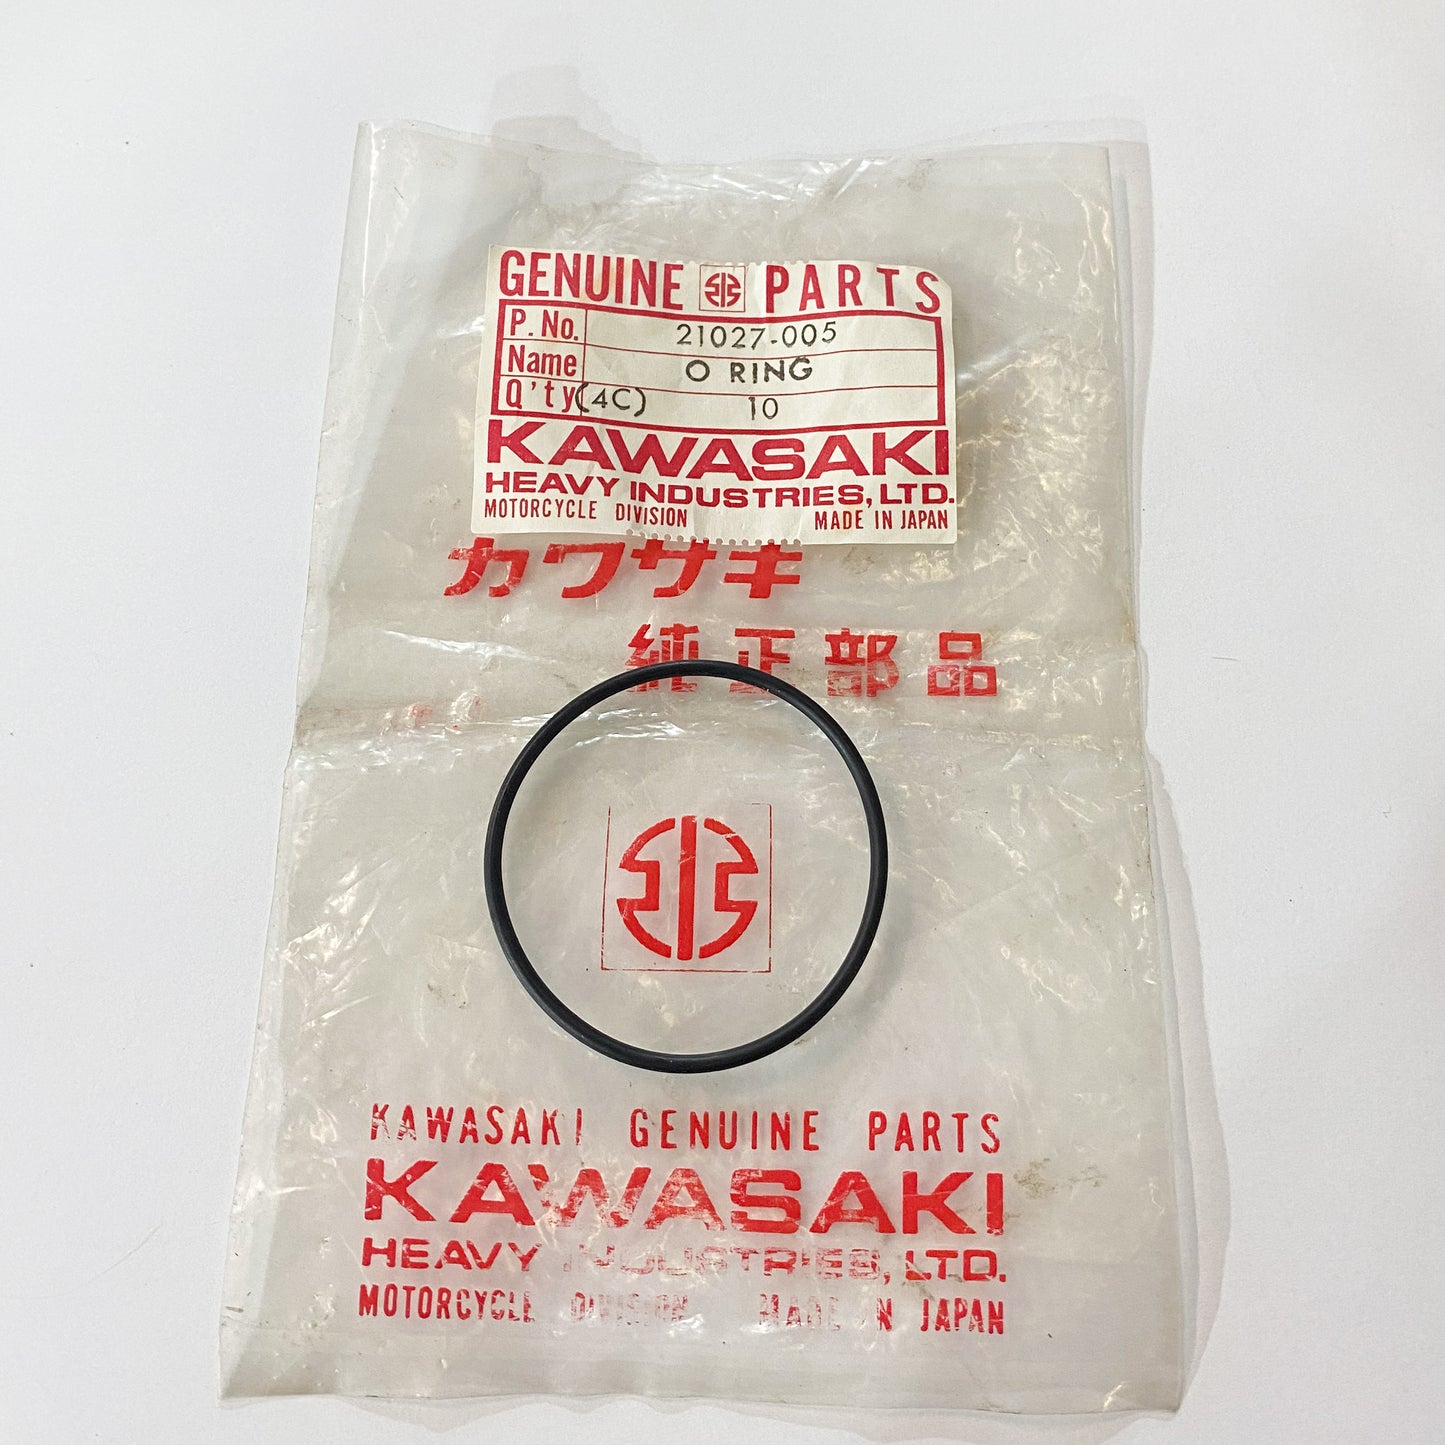 GENUINE PARTS
P. No. 21027-005
Name O RING
Q'ty (4C) 10
KAWASAKI
HEAVY INDUSTRIES, LTD.
MOTORCYCLE DIVISION MADE IN JAPAN
カワサキ
純正部品
KAWASAKI GENUINE PARTS
KAWASAKI
HEAVY INDUSTRIES, LTD.
MOTORCYCLE DIVISION MADE IN JAPAN